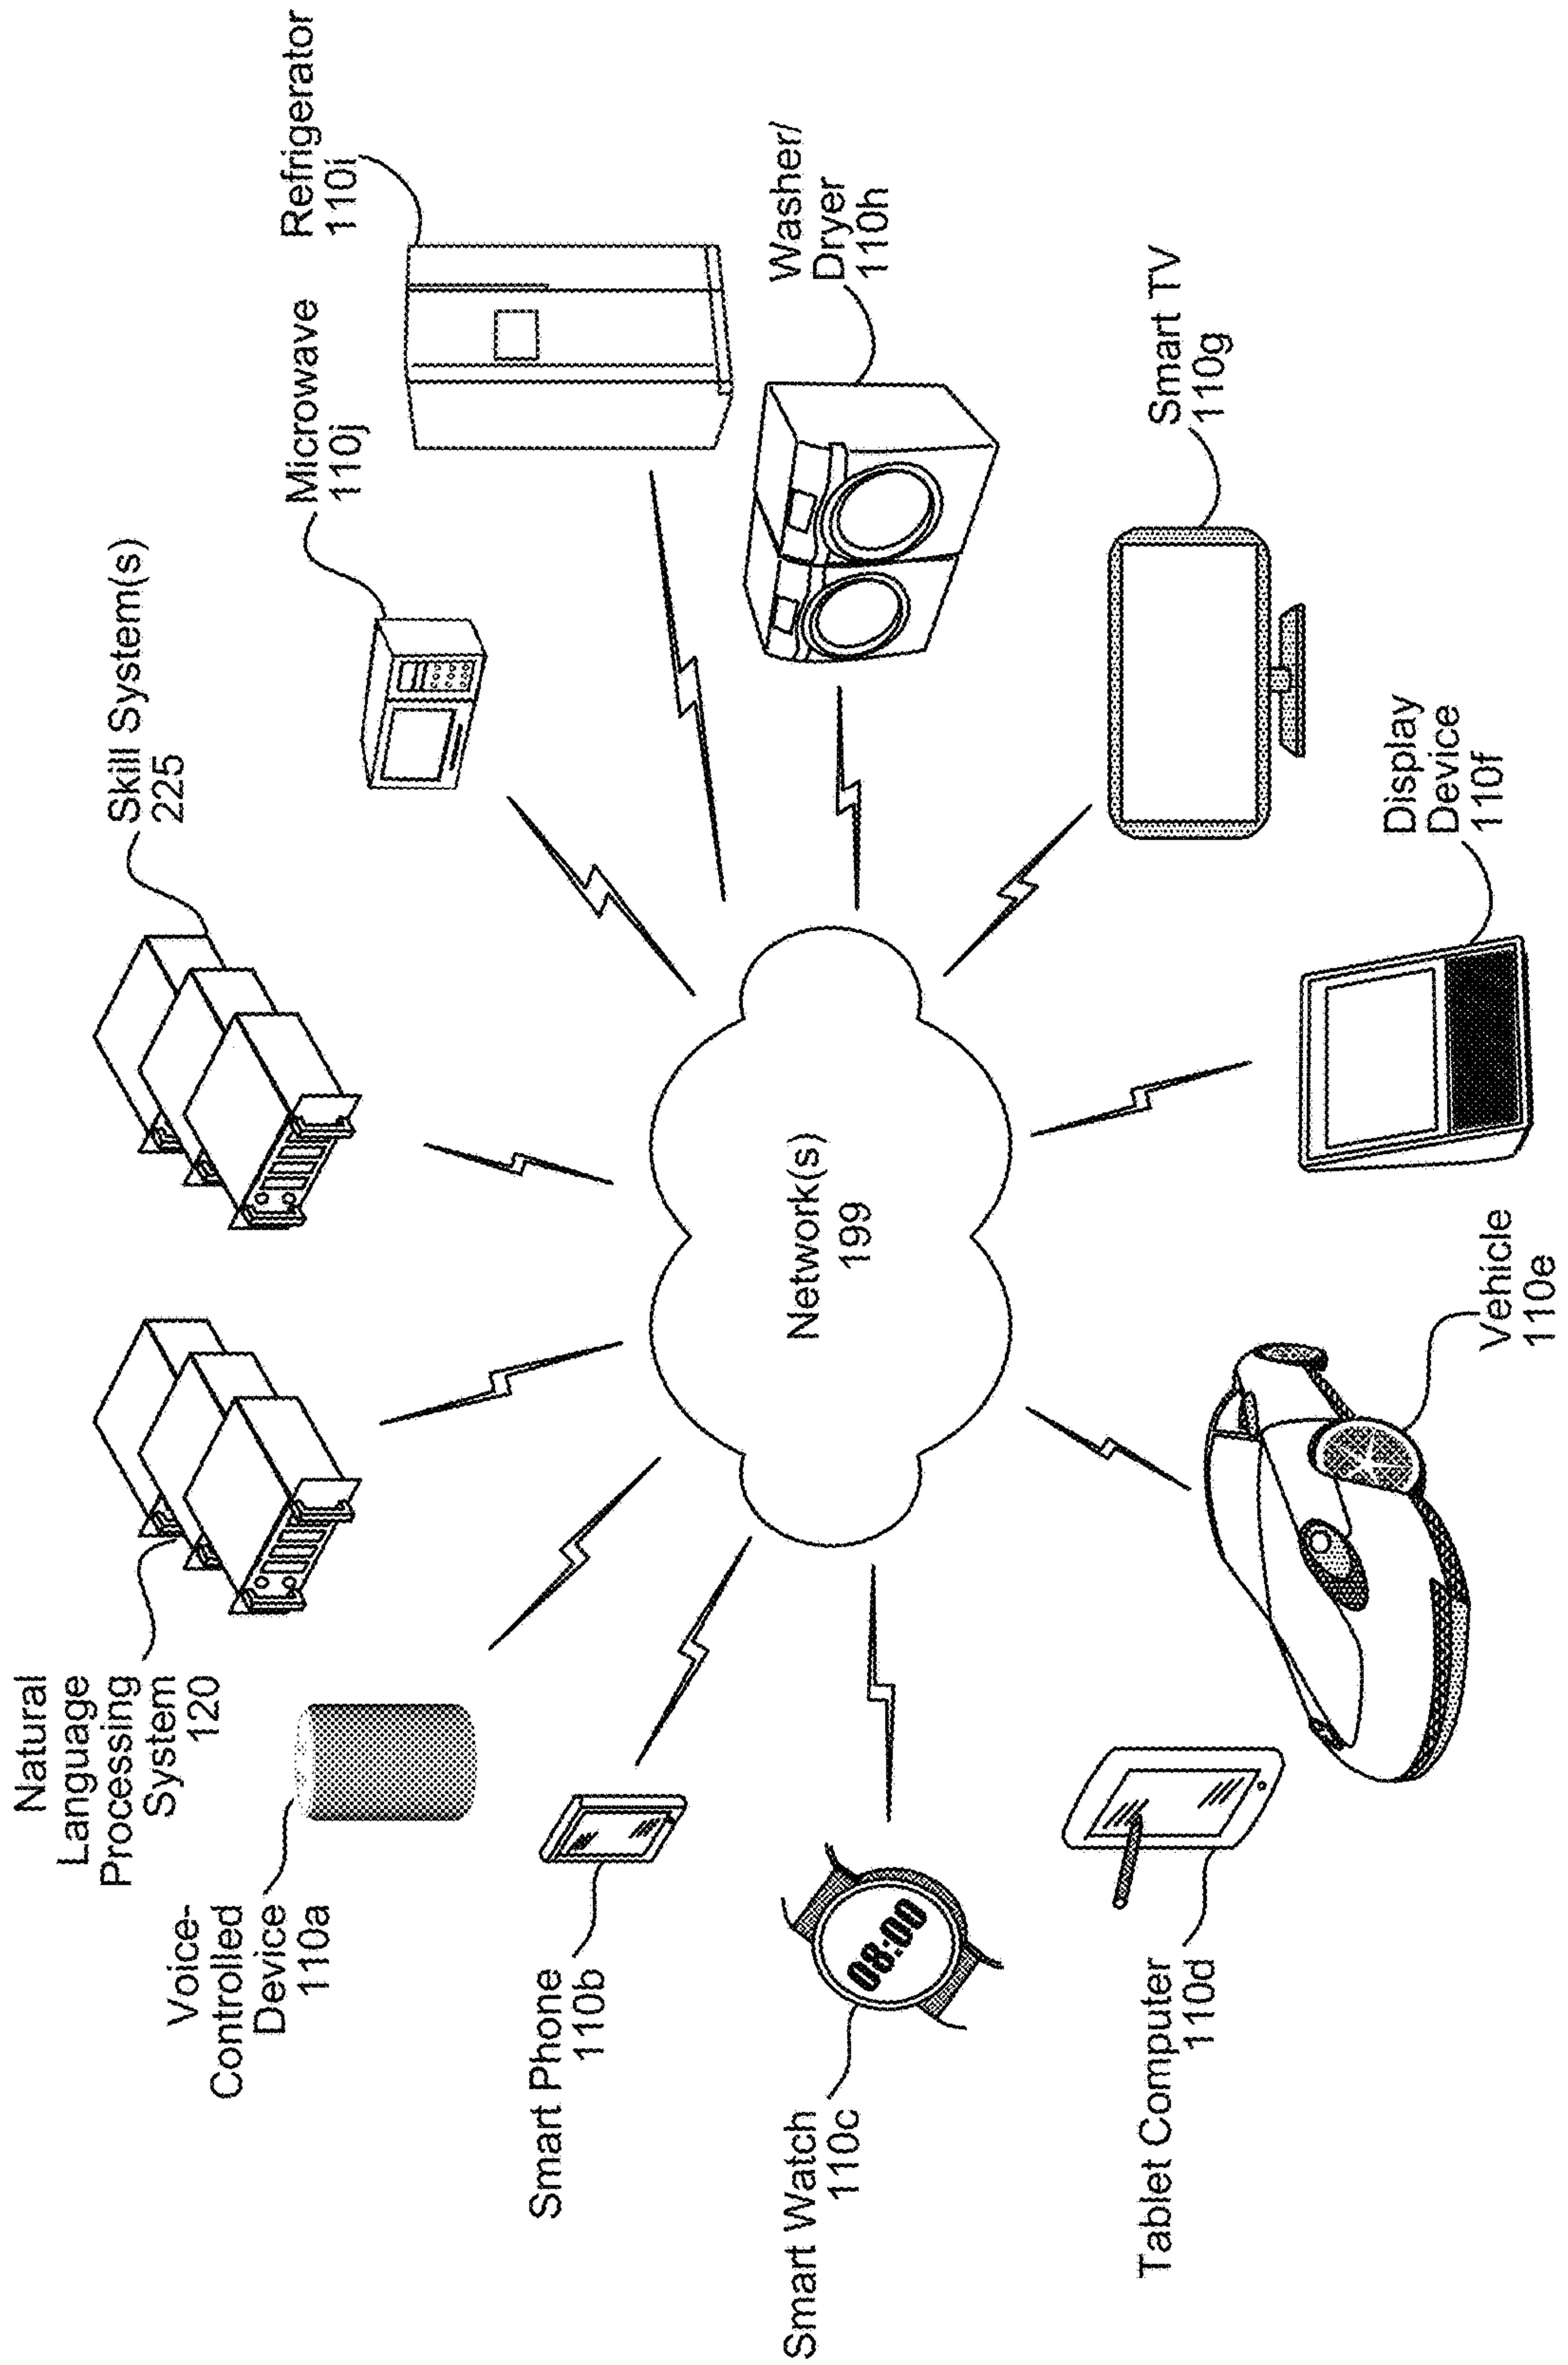 Natural
Language
Processing
System
120
Skill System(s)
225
Microwave
110j
Refrigerator
110i
Voice-
Controlled
Device
110a
Smart Phone
110b
Network(s)
199
Washer/
Dryer
110h
Smart Watch
110c
08:00
Smart TV
110g
Tablet Computer
110d
Vehicle
110e
Display
Device
110f